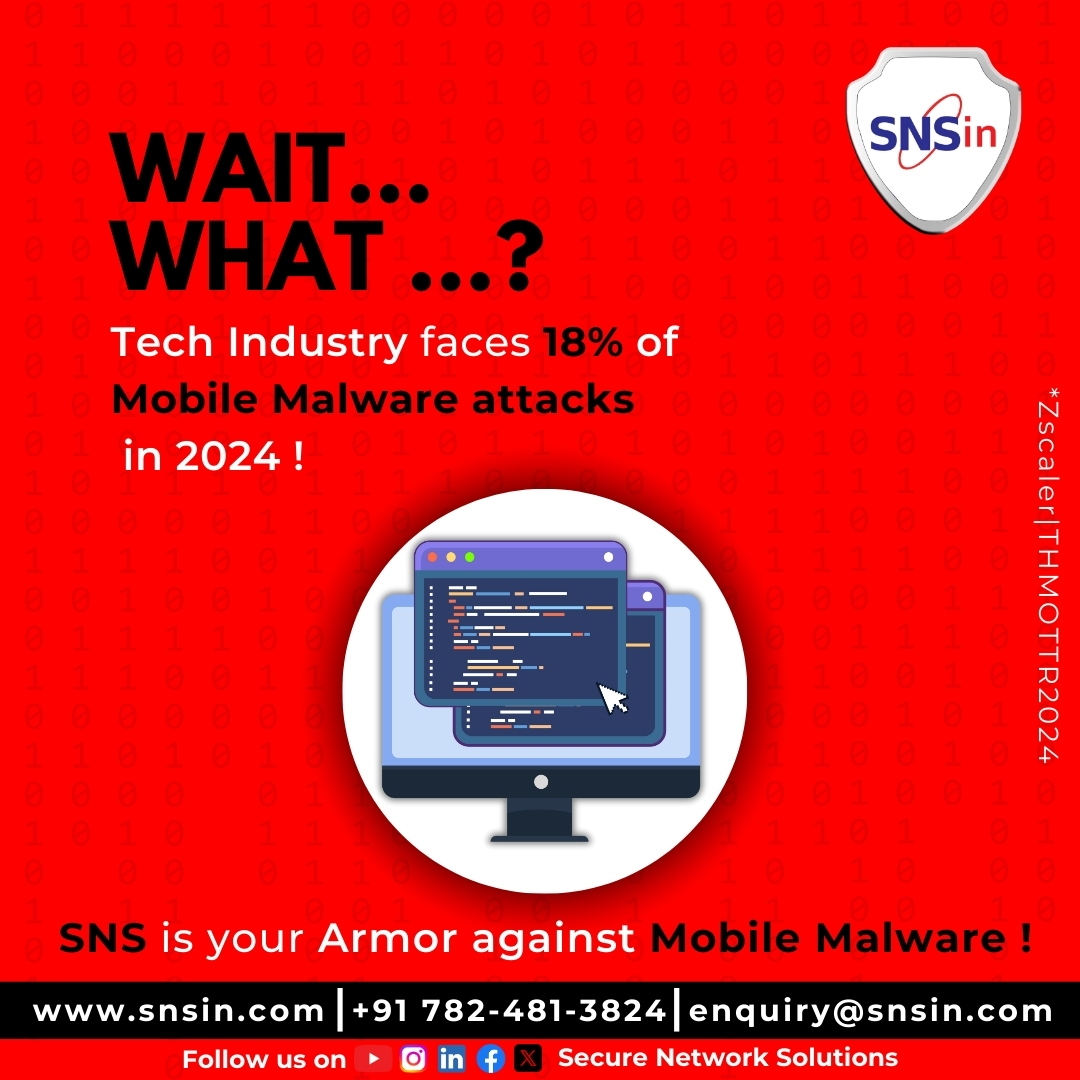 SNSin
WAIT...
WHAT ...?
Tech Industry faces 18% of
Mobile Malware attacks
in 2024 !
*Zscaler|THMOTTR2024
SNS is your Armor against Mobile Malware !
www.snsin.com | +91 782-481-3824 | enquiry@snsin.com
Follow us on in f X Secure Network Solutions